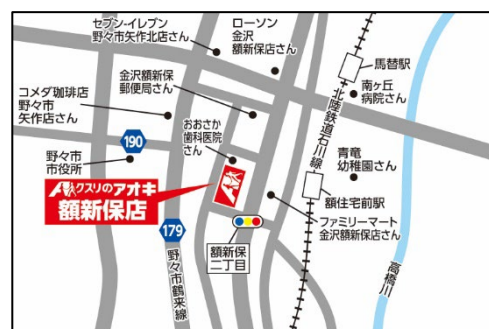 セブン-イレブン
野々市矢作北店さん
ローソン
金沢
額新保店さん
馬替駅
金沢額新保
郵便局さん
南ヶ丘
病院さん
コメダ珈琲店
野々市
矢作店さん
北陸鉄道石川線
190
おおさか
歯科医院
さん
野々市
市役所
青竜
幼稚園さん
クスリのアオキ
額新保店
額住宅前駅
ファミリーマート
金沢額新保店さん
179
額新保
二丁目
野々市鶴来線
高橋川